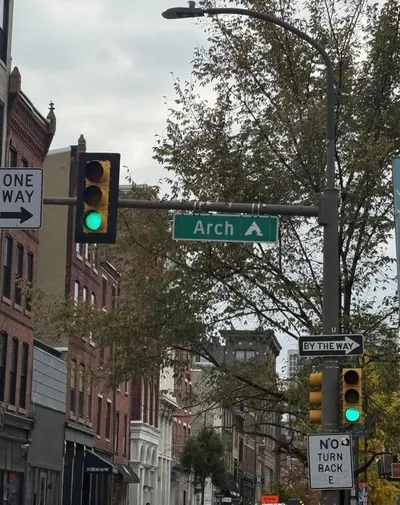 ONE
WAY
Arch
BY THE WAY
NO
TURN
BACK
E